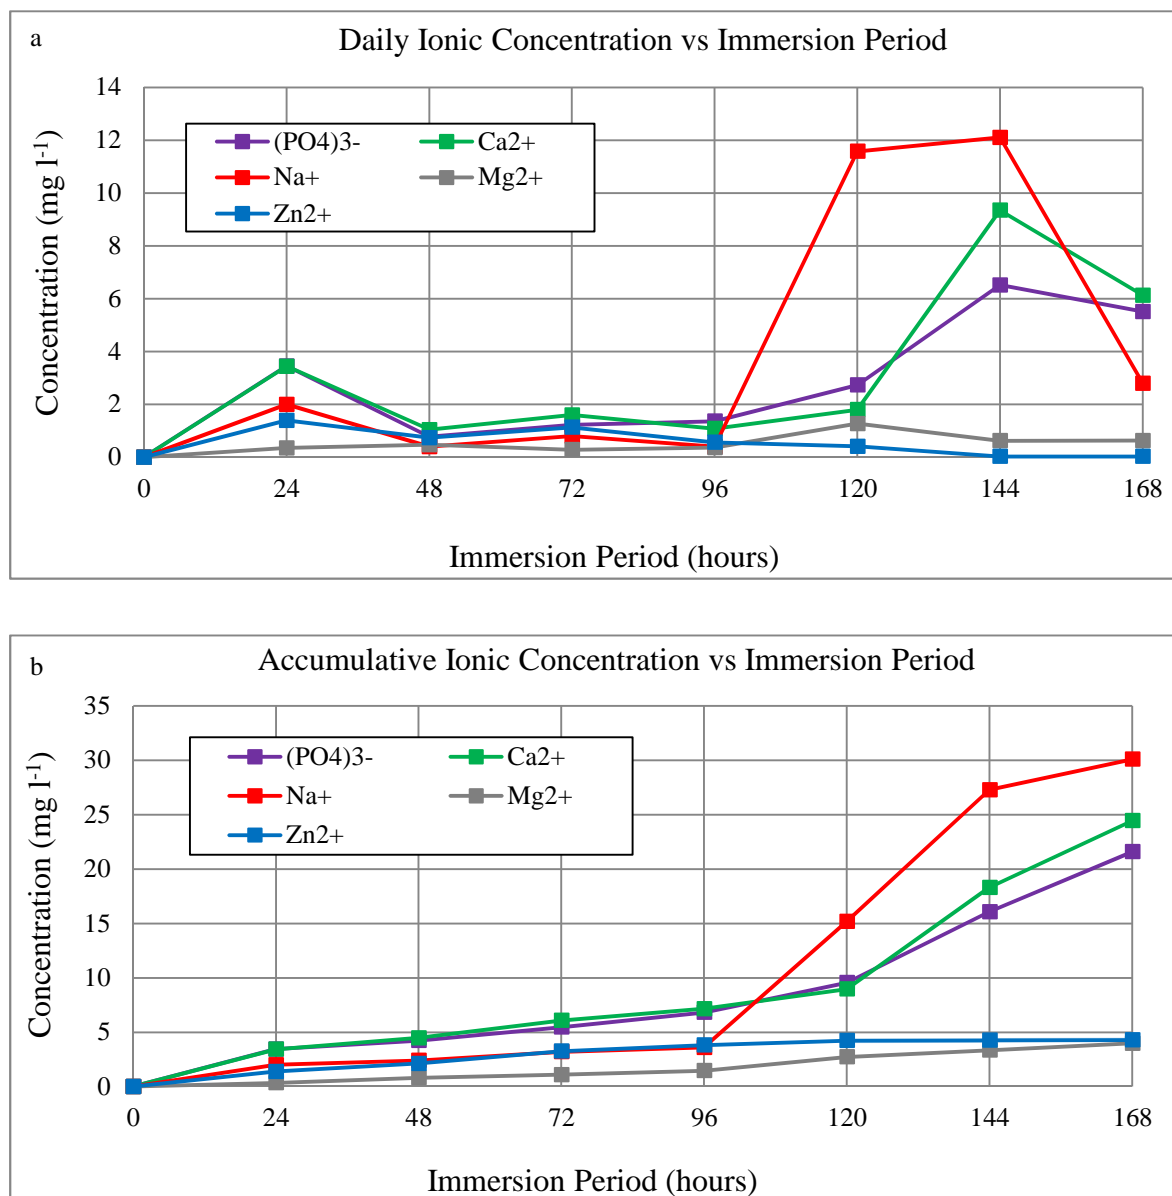 a
Daily Ionic Concentration vs Immersion Period
14
12
10
8
6
4
2
0
Concentration (mg l-1)
(PO4)3- Ca2+
Na+ Mg2+
Zn2+
0 24 48 72 96 120 144 168
Immersion Period (hours)
b
Accumulative Ionic Concentration vs Immersion Period
35
30
25
20
15
10
5
0
Concentration (mg l-1)
(PO4)3- Ca2+
Na+ Mg2+
Zn2+
0 24 48 72 96 120 144 168
Immersion Period (hours)